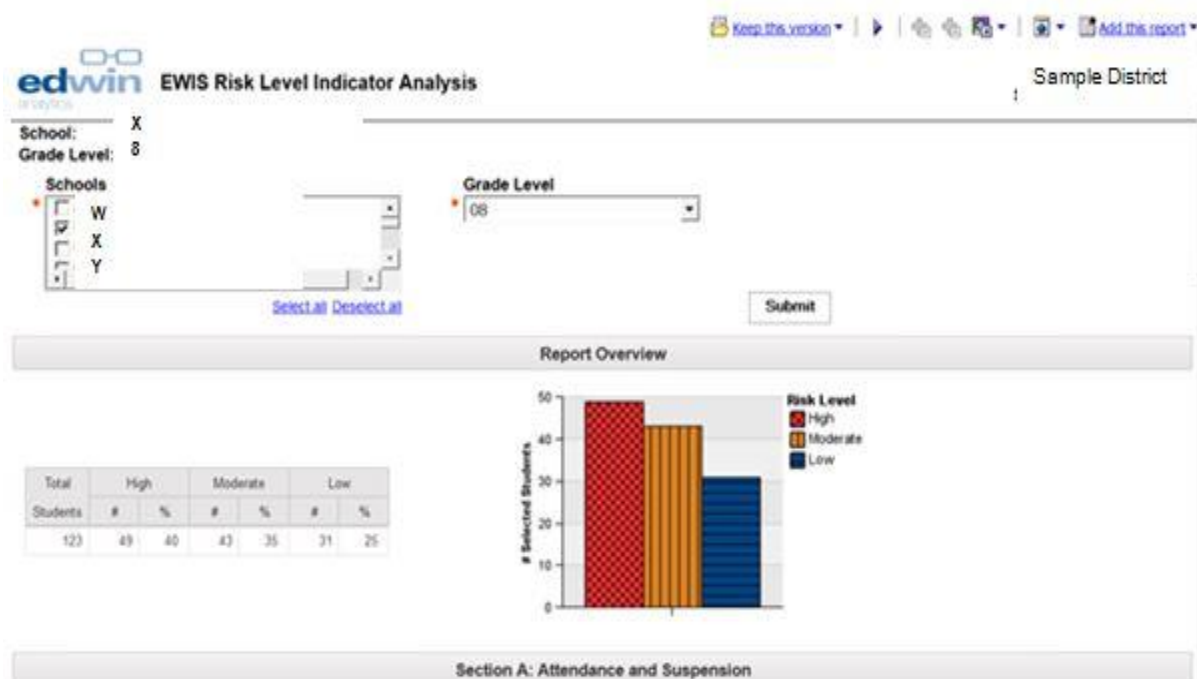 Keep this version Add this report
edwin
analytics
EWIS Risk Level Indicator Analysis
Sample District
School: X
Grade Level: 8
Schools
W
X
Y
Select all Deselect all
Grade Level
08
Submit
Report Overview
Total Students High Moderate Low
# % # % # %
123 49 40 43 35 31 25
50
40
30
20
10
0
# Selected Students
Risk Level
High
Moderate
Low
Section A: Attendance and Suspension